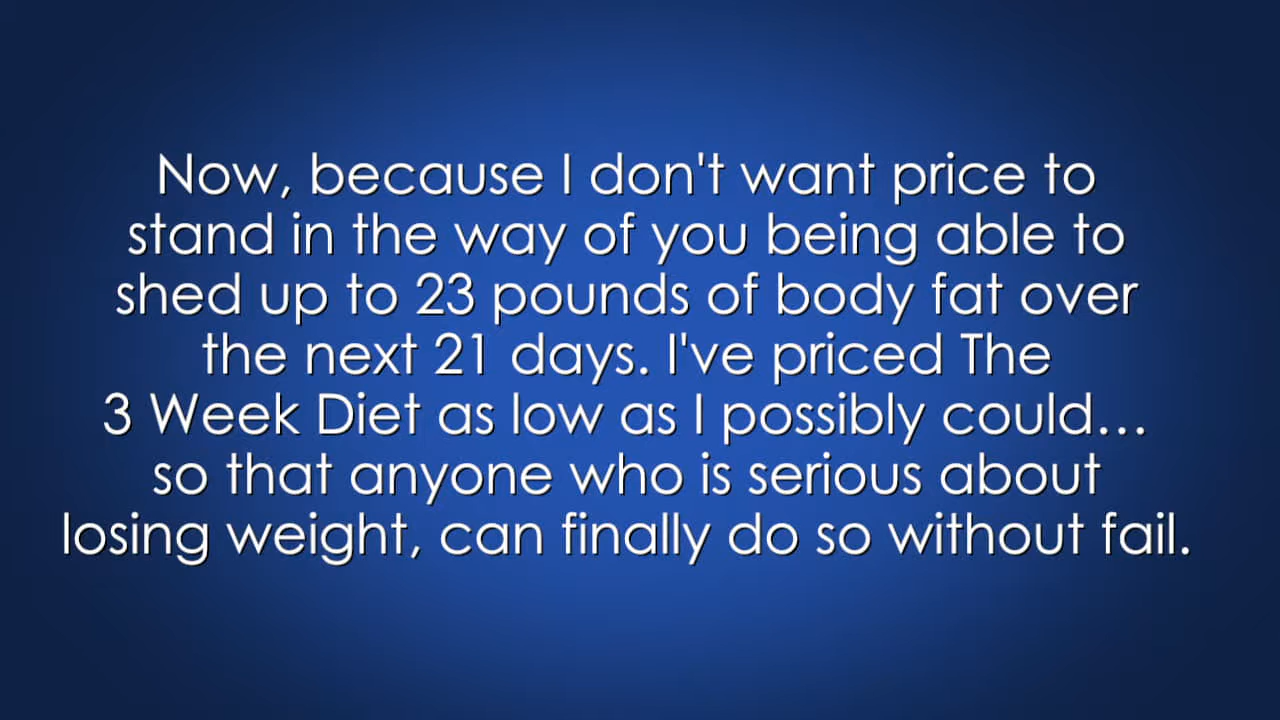 Now, because I don't want price to
stand in the way of you being able to
shed up to 23 pounds of body fat over
the next 21 days. I've priced The
3 Week Diet as low as I possibly could...
so that anyone who is serious about
losing weight, can finally do so without fail.